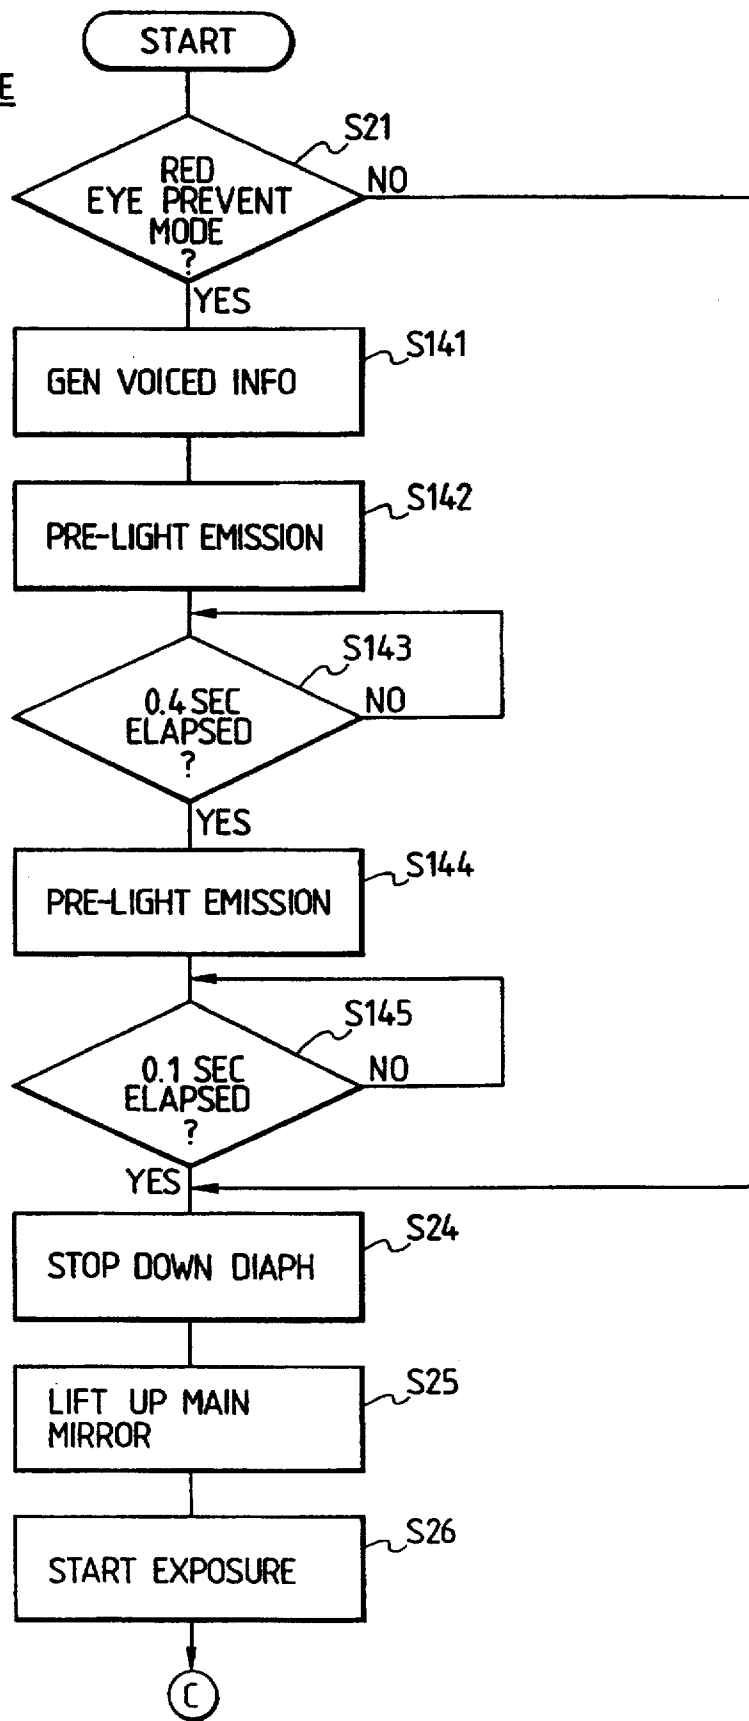 START
E
S21
RED
EYE PREVENT
MODE
?
NO
YES
S141
GEN VOICED INFO
S142
PRE-LIGHT EMISSION
S143
0.4 SEC
ELAPSED
?
NO
YES
S144
PRE-LIGHT EMISSION
S145
0.1 SEC
ELAPSED
?
NO
YES
S24
STOP DOWN DIAPH
S25
LIFT UP MAIN
MIRROR
S26
START EXPOSURE
C